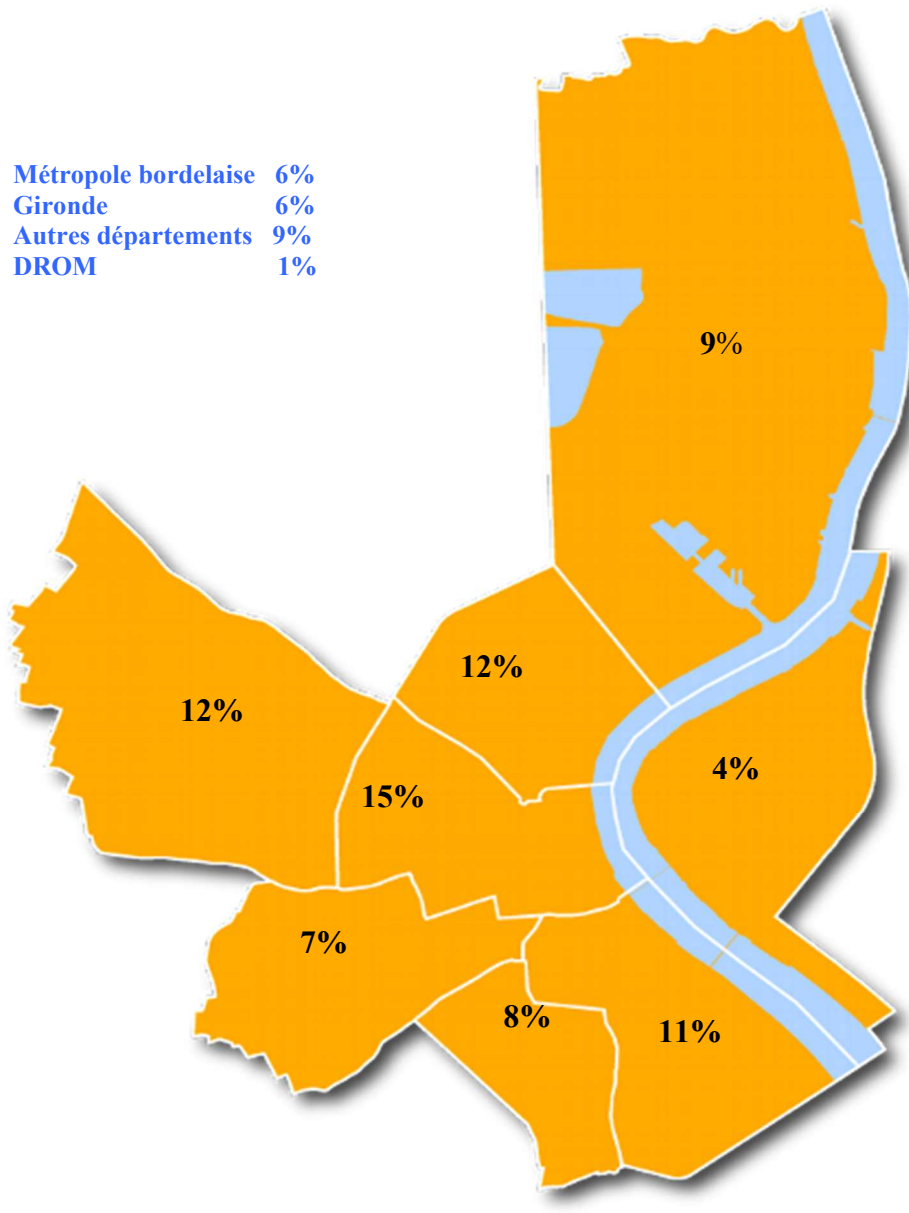 Métropole bordelaise 6%
Gironde 6%
Autres départements 9%
DROM 1%
9%
12%
12%
4%
15%
7%
8%
11%